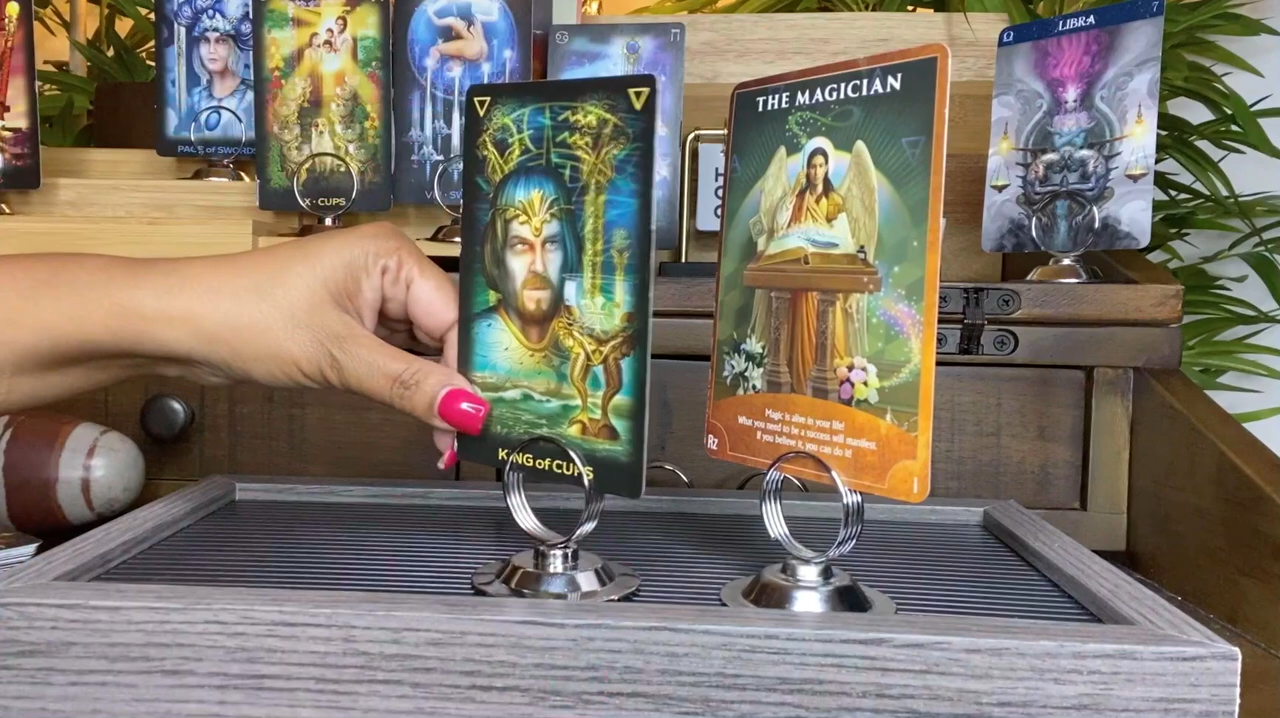 PAGE of SWORDS
X · CUPS
LIBRA
7
KING of CUPS
THE MAGICIAN
Magic is alive in your life!
What you need to be a success will manifest.
If you believe it, you can do it!
Rz
I